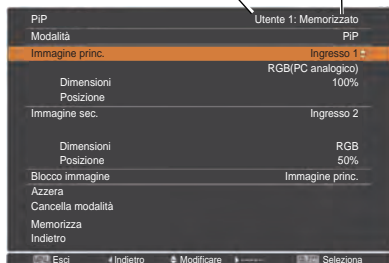 PiP Utente 1: Memorizzato
Modalità PiP
Immagine princ. Ingresso 1
RGB(PC analogico)
Dimensioni 100%
Posizione
Immagine sec. Ingresso 2
Dimensioni RGB
Posizione 50%
Blocco immagine Immagine princ.
Azzera
Cancella modalità
Memorizza
Indietro
Esci Indietro Modificare Seleziona